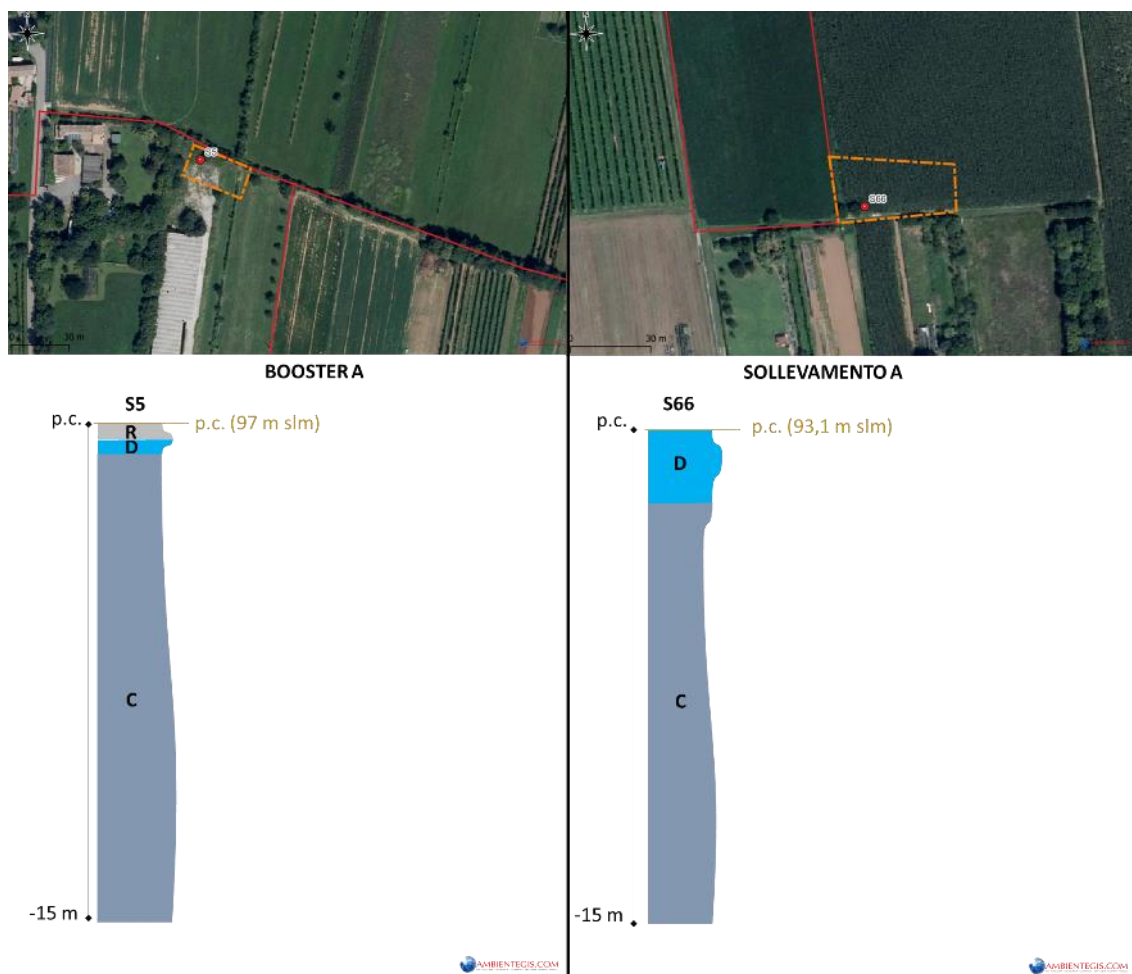 S5
30 m
S66
30 m
BOOSTER A
S5
p.c.
p.c. (97 m slm)
R
D
C
-15 m
AMBIENTEGIS.COM
SOLLEVAMENTO A
S66
p.c.
p.c. (93,1 m slm)
D
C
-15 m
AMBIENTEGIS.COM